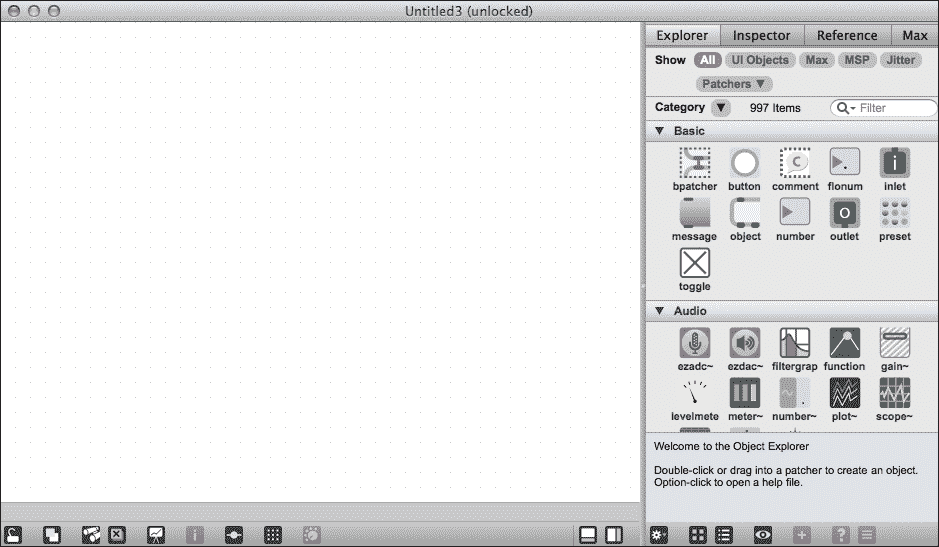 Untitled3 (unlocked)
Explorer Inspector Reference Max
Show All UI Objects Max MSP Jitter
Patchers ▼
Category ▼ 997 Items Filter
▼ Basic
bpatcher button comment flonum inlet
message object number outlet preset
toggle
▼ Audio
ezadc~ ezdac~ filtergrap function gain~
levelmete meter~ number~ plot~ scope~
Welcome to the Object Explorer
Double-click or drag into a patcher to create an object.
Option-click to open a help file.